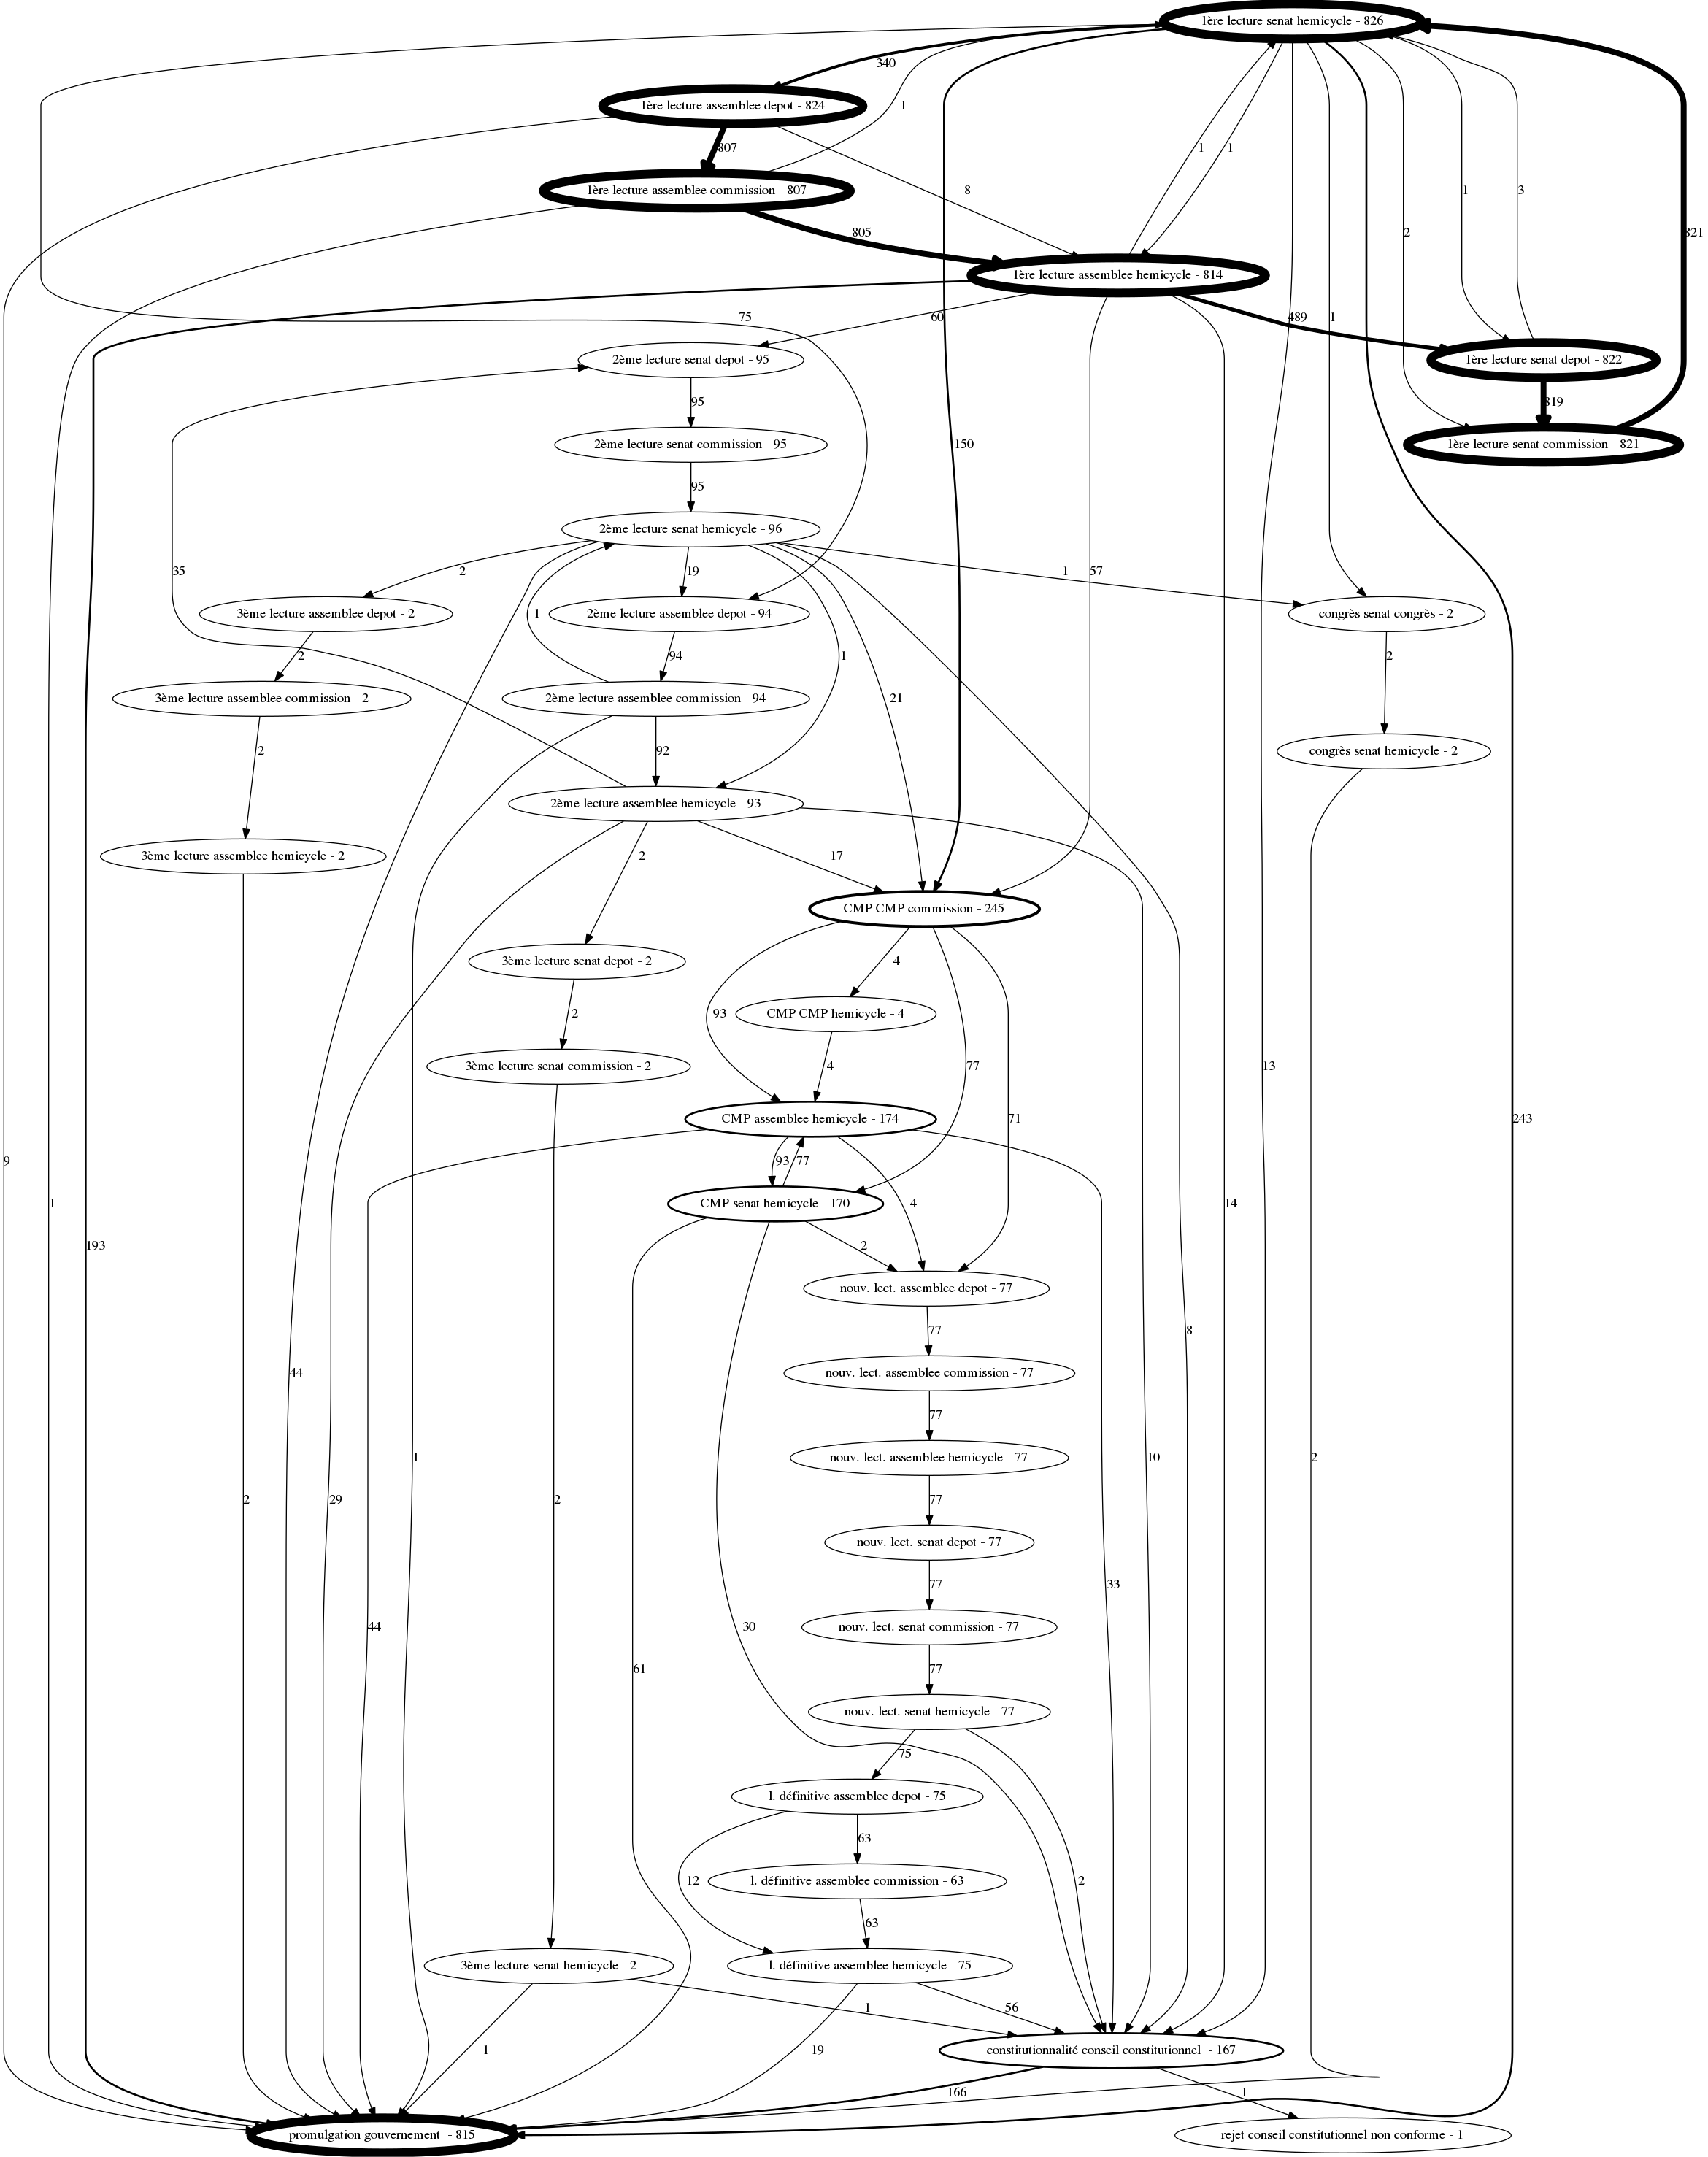 1ère lecture senat hemicycle - 826
340
1ère lecture assemblee depot - 824
1
821
807
1ère lecture assemblee commission - 807
8
1
1
1
3
805
2
1ère lecture assemblee hemicycle - 814
75
60
489
1
2ème lecture senat depot - 95
1ère lecture senat depot - 822
95
819
2ème lecture senat commission - 95
150
1ère lecture senat commission - 821
95
2ème lecture senat hemicycle - 96
35
2
19
1
57
3ème lecture assemblee depot - 2
1
2ème lecture assemblee depot - 94
congrès senat congrès - 2
2
94
1
2
3ème lecture assemblee commission - 2
2ème lecture assemblee commission - 94
21
2
92
congrès senat hemicycle - 2
2ème lecture assemblee hemicycle - 93
3ème lecture assemblee hemicycle - 2
2
17
CMP CMP commission - 245
3ème lecture senat depot - 2
4
2
93
CMP CMP hemicycle - 4
3ème lecture senat commission - 2
4
77
13
CMP assemblee hemicycle - 174
71
243
9
93
77
1
CMP senat hemicycle - 170
4
14
193
2
nouv. lect. assemblee depot - 77
77
8
44
nouv. lect. assemblee commission - 77
77
1
nouv. lect. assemblee hemicycle - 77
10
2
2
29
2
77
nouv. lect. senat depot - 77
77
33
44
30
nouv. lect. senat commission - 77
61
77
nouv. lect. senat hemicycle - 77
75
l. définitive assemblee depot - 75
63
12
l. définitive assemblee commission - 63
2
63
3ème lecture senat hemicycle - 2
l. définitive assemblee hemicycle - 75
1
56
1
19
constitutionnalité conseil constitutionnel - 167
166
1
promulgation gouvernement - 815
rejet conseil constitutionnel non conforme - 1